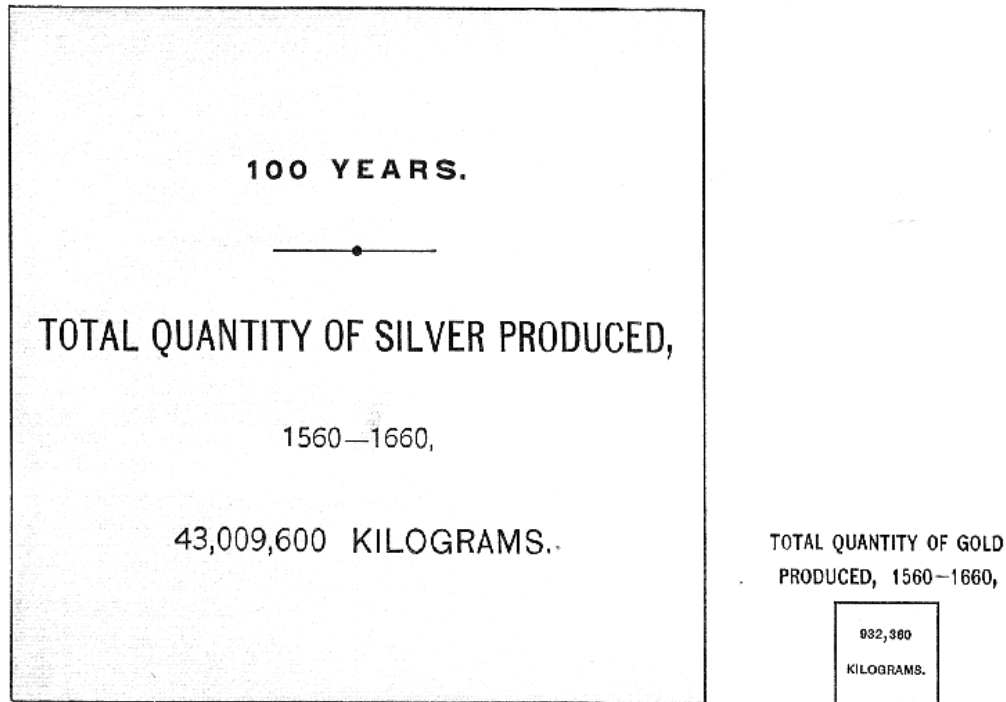 100 YEARS.
TOTAL QUANTITY OF SILVER PRODUCED,
1560—1660,
43,009,600 KILOGRAMS.
TOTAL QUANTITY OF GOLD
PRODUCED, 1560—1660,
932,380
KILOGRAMS.